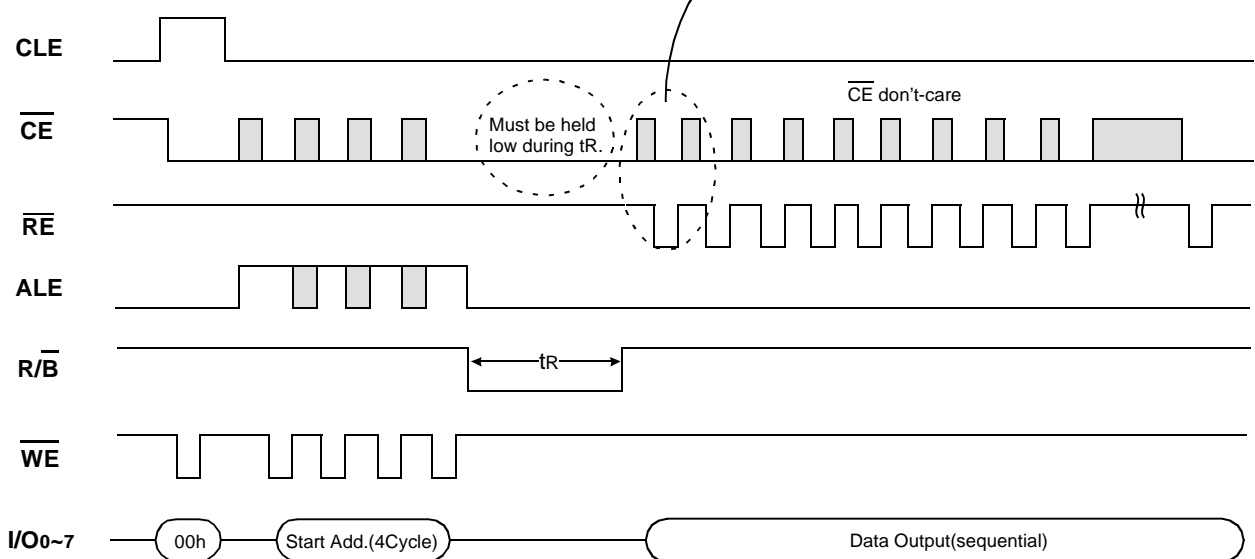 CLE
CE
CE don't-care
Must be held
low during tR.
RE
ALE
R/B
tR
WE
I/O0~7
00h
Start Add.(4Cycle)
Data Output(sequential)